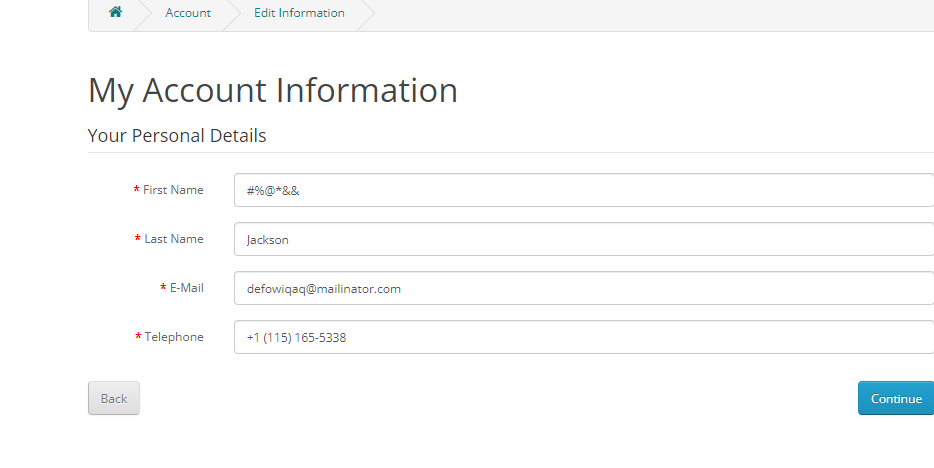 Account Edit Information
My Account Information
Your Personal Details
* First Name #%@*&&
* Last Name Jackson
* E-Mail defowiqaq@mailinator.com
* Telephone +1 (115) 165-5338
Back Continue